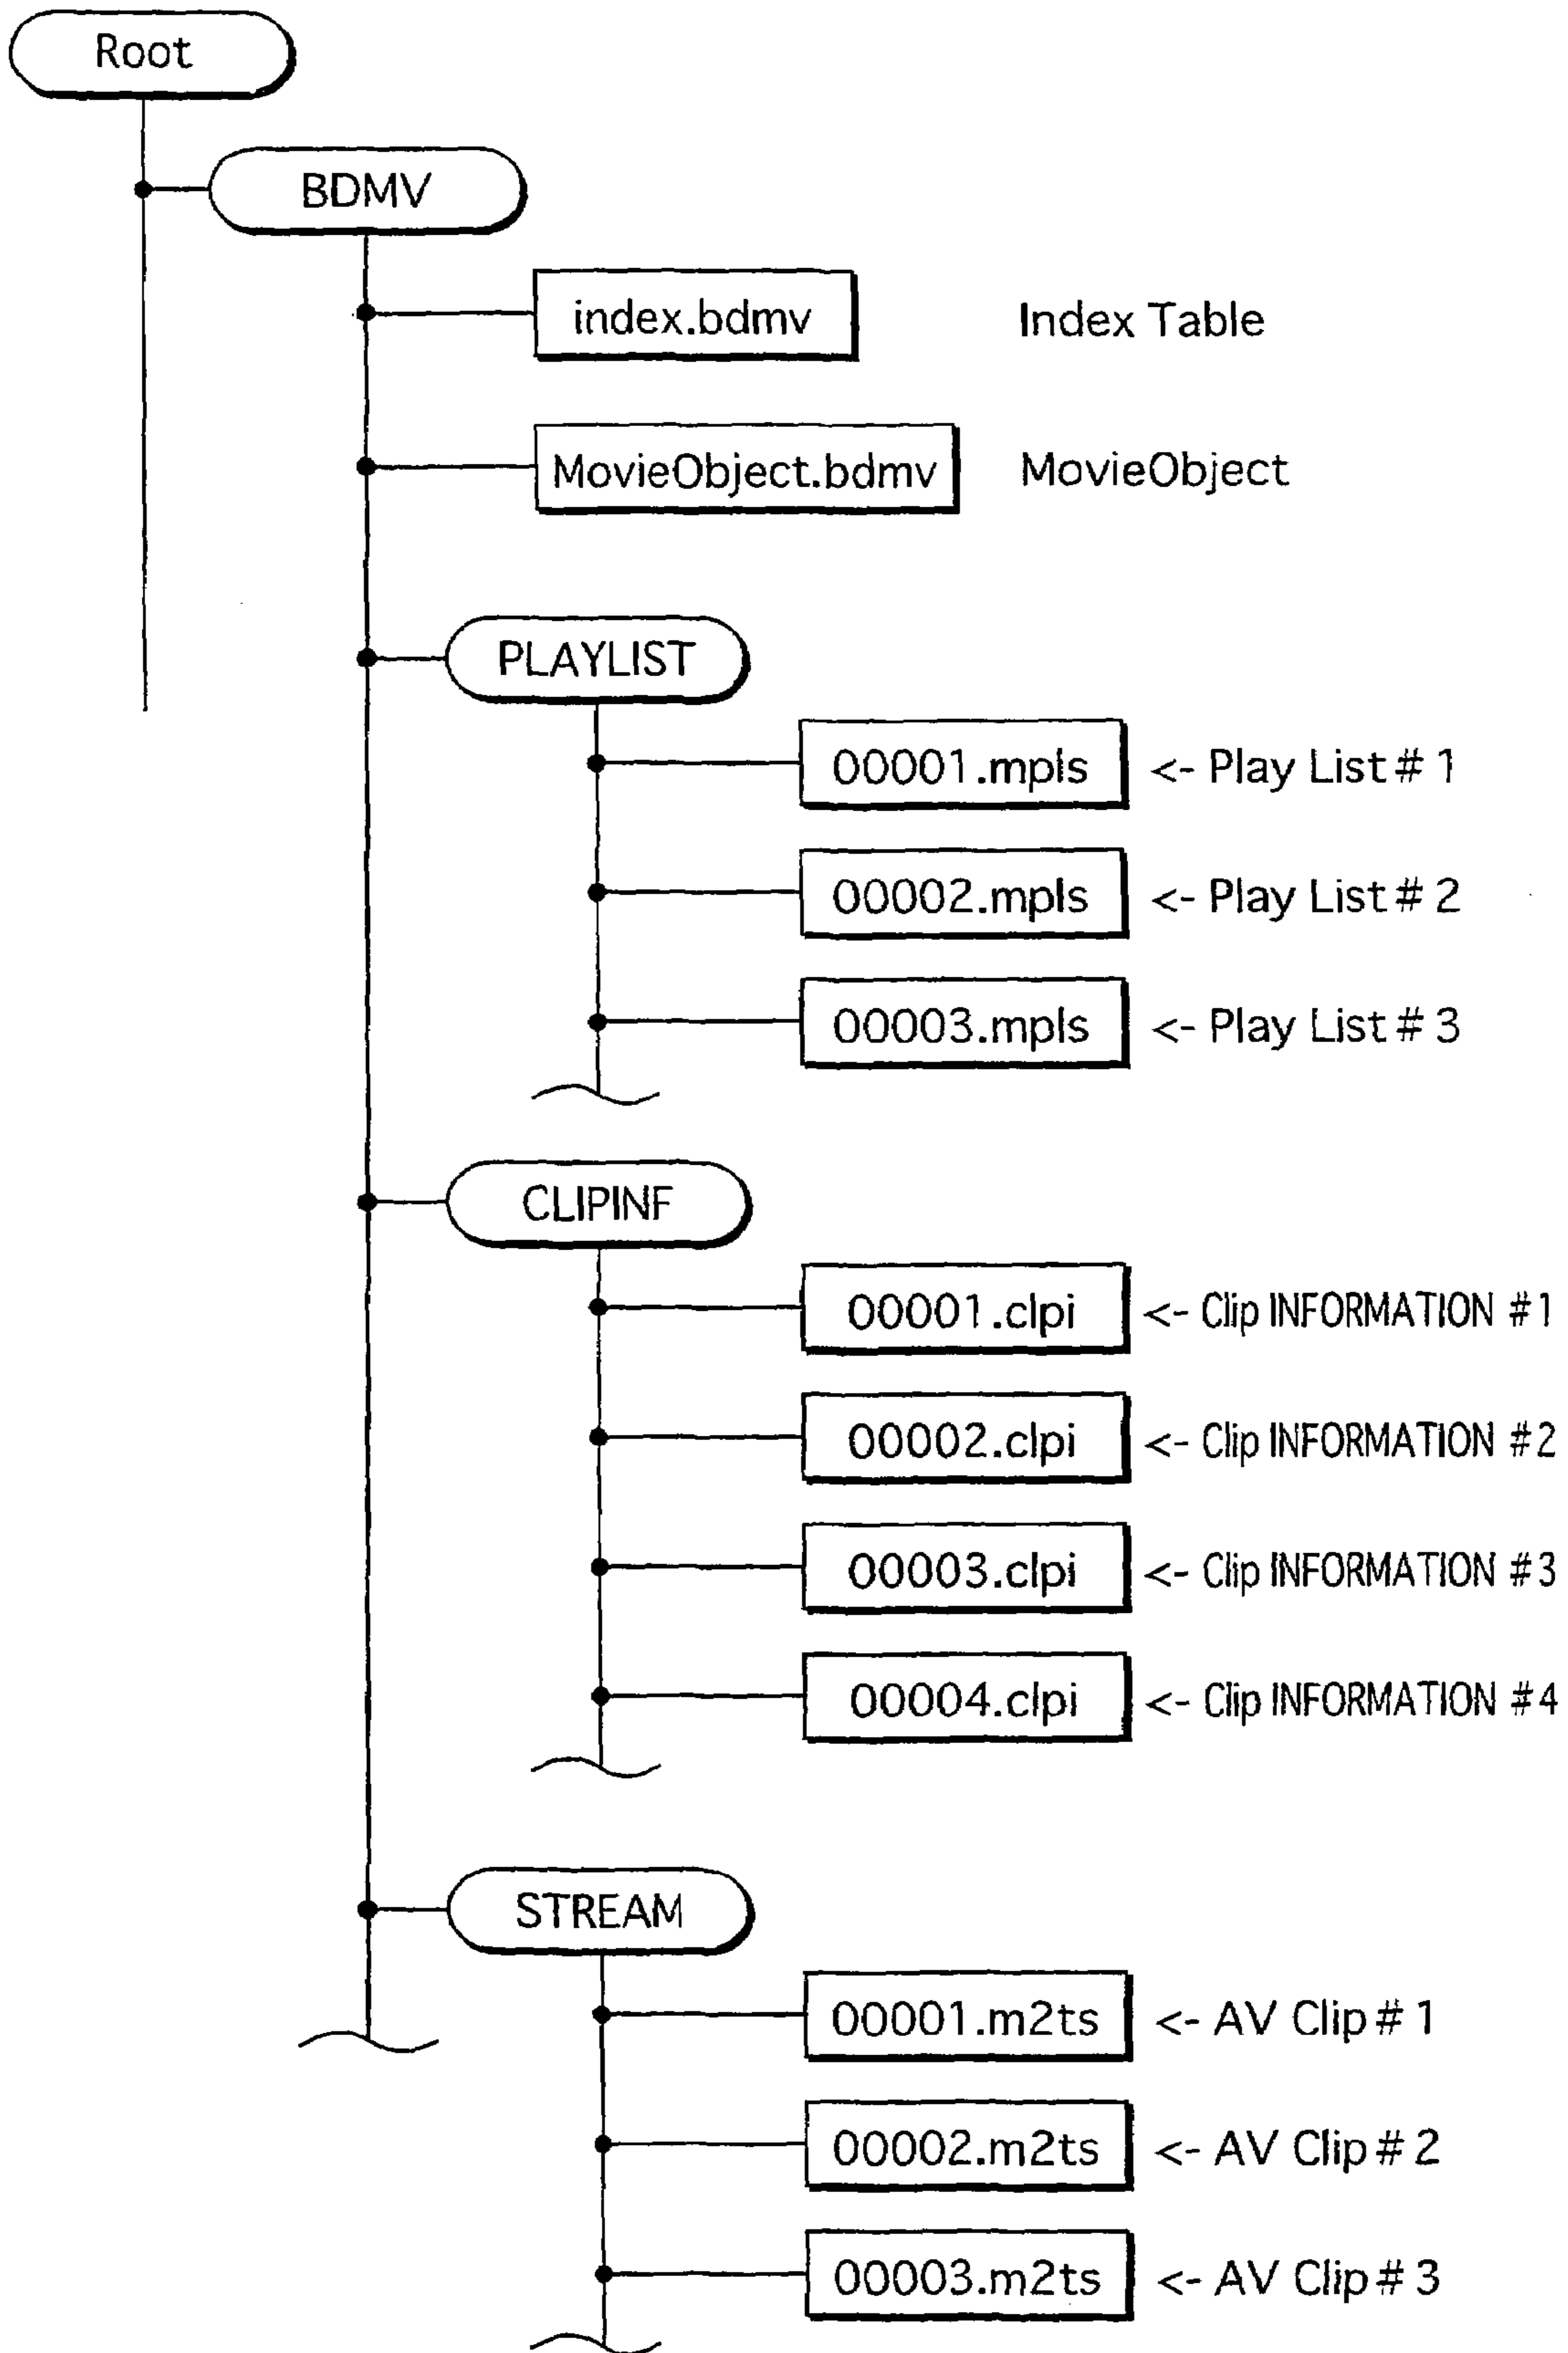 Root
BDMV
index.bdmv Index Table
MovieObject.bdmv MovieObject
PLAYLIST
00001.mpls <- Play List # 1
00002.mpls <- Play List # 2
00003.mpls <- Play List # 3
CLIPINF
00001.clpi <- Clip INFORMATION #1
00002.clpi <- Clip INFORMATION #2
00003.clpi <- Clip INFORMATION #3
00004.clpi <- Clip INFORMATION #4
STREAM
00001.m2ts <- AV Clip # 1
00002.m2ts <- AV Clip # 2
00003.m2ts <- AV Clip # 3